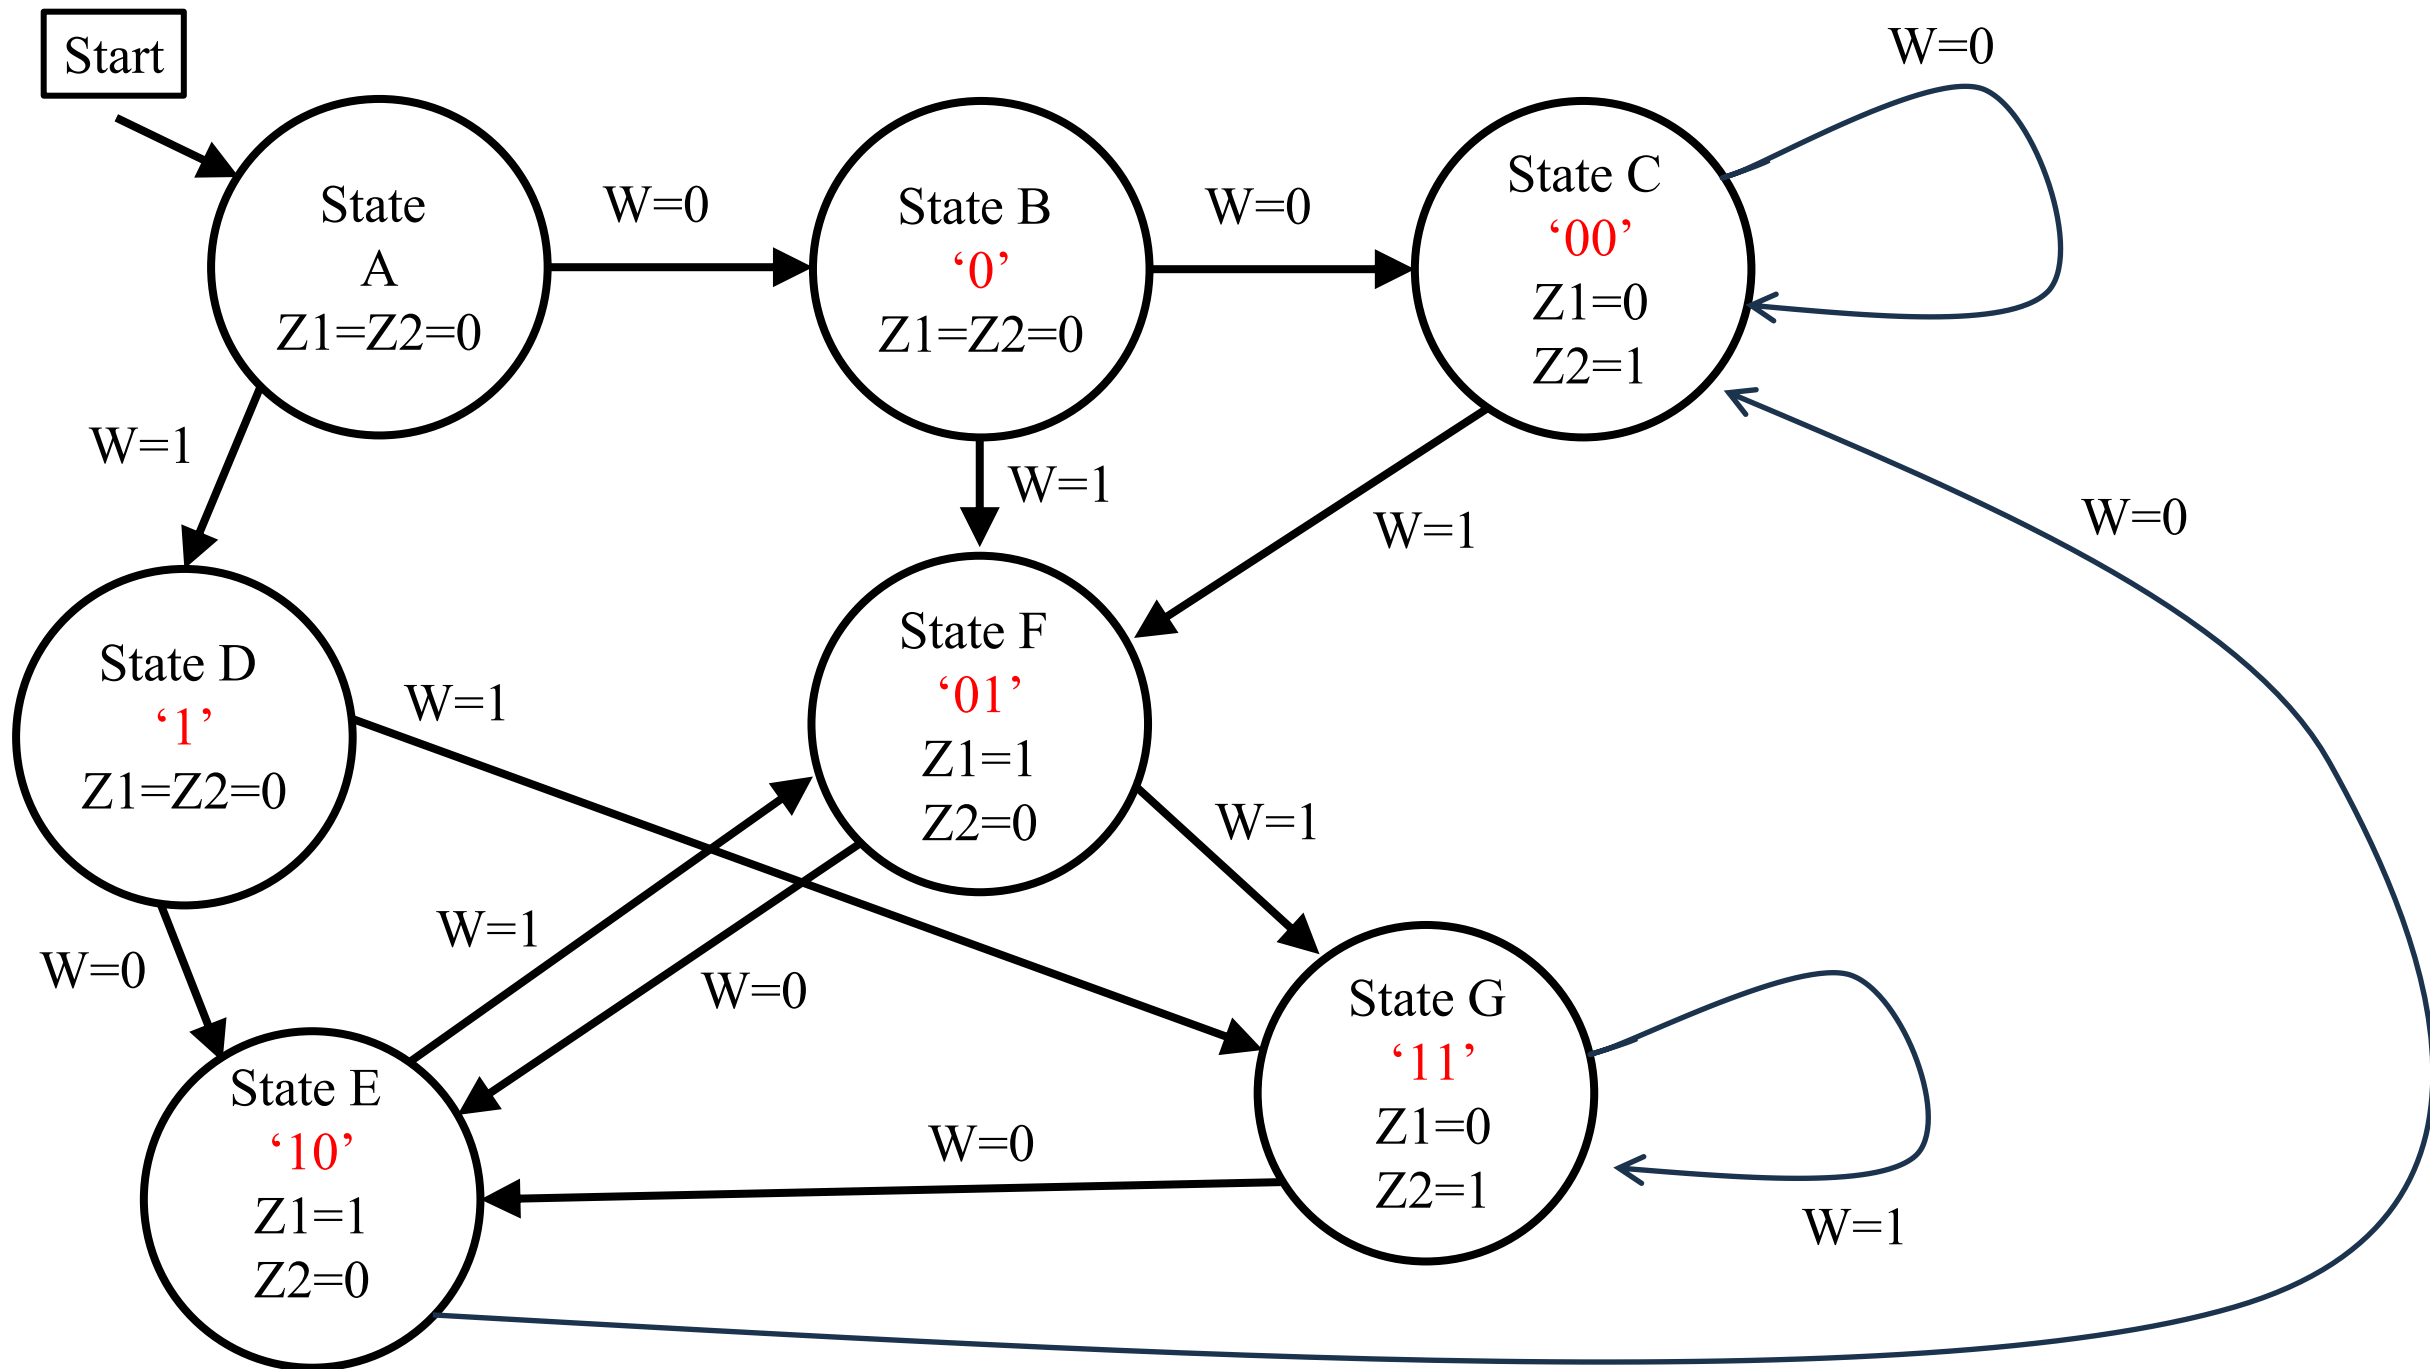 Start
W=0
State
A
Z1=Z2=0
W=0
State B
‘0’
Z1=Z2=0
W=0
State C
‘00’
Z1=0
Z2=1
W=1
W=1
W=1
W=0
State D
‘1’
Z1=Z2=0
W=1
State F
‘01’
Z1=1
Z2=0
W=1
W=1
W=0
W=0
State E
‘10’
Z1=1
Z2=0
W=0
State G
‘11’
Z1=0
Z2=1
W=1